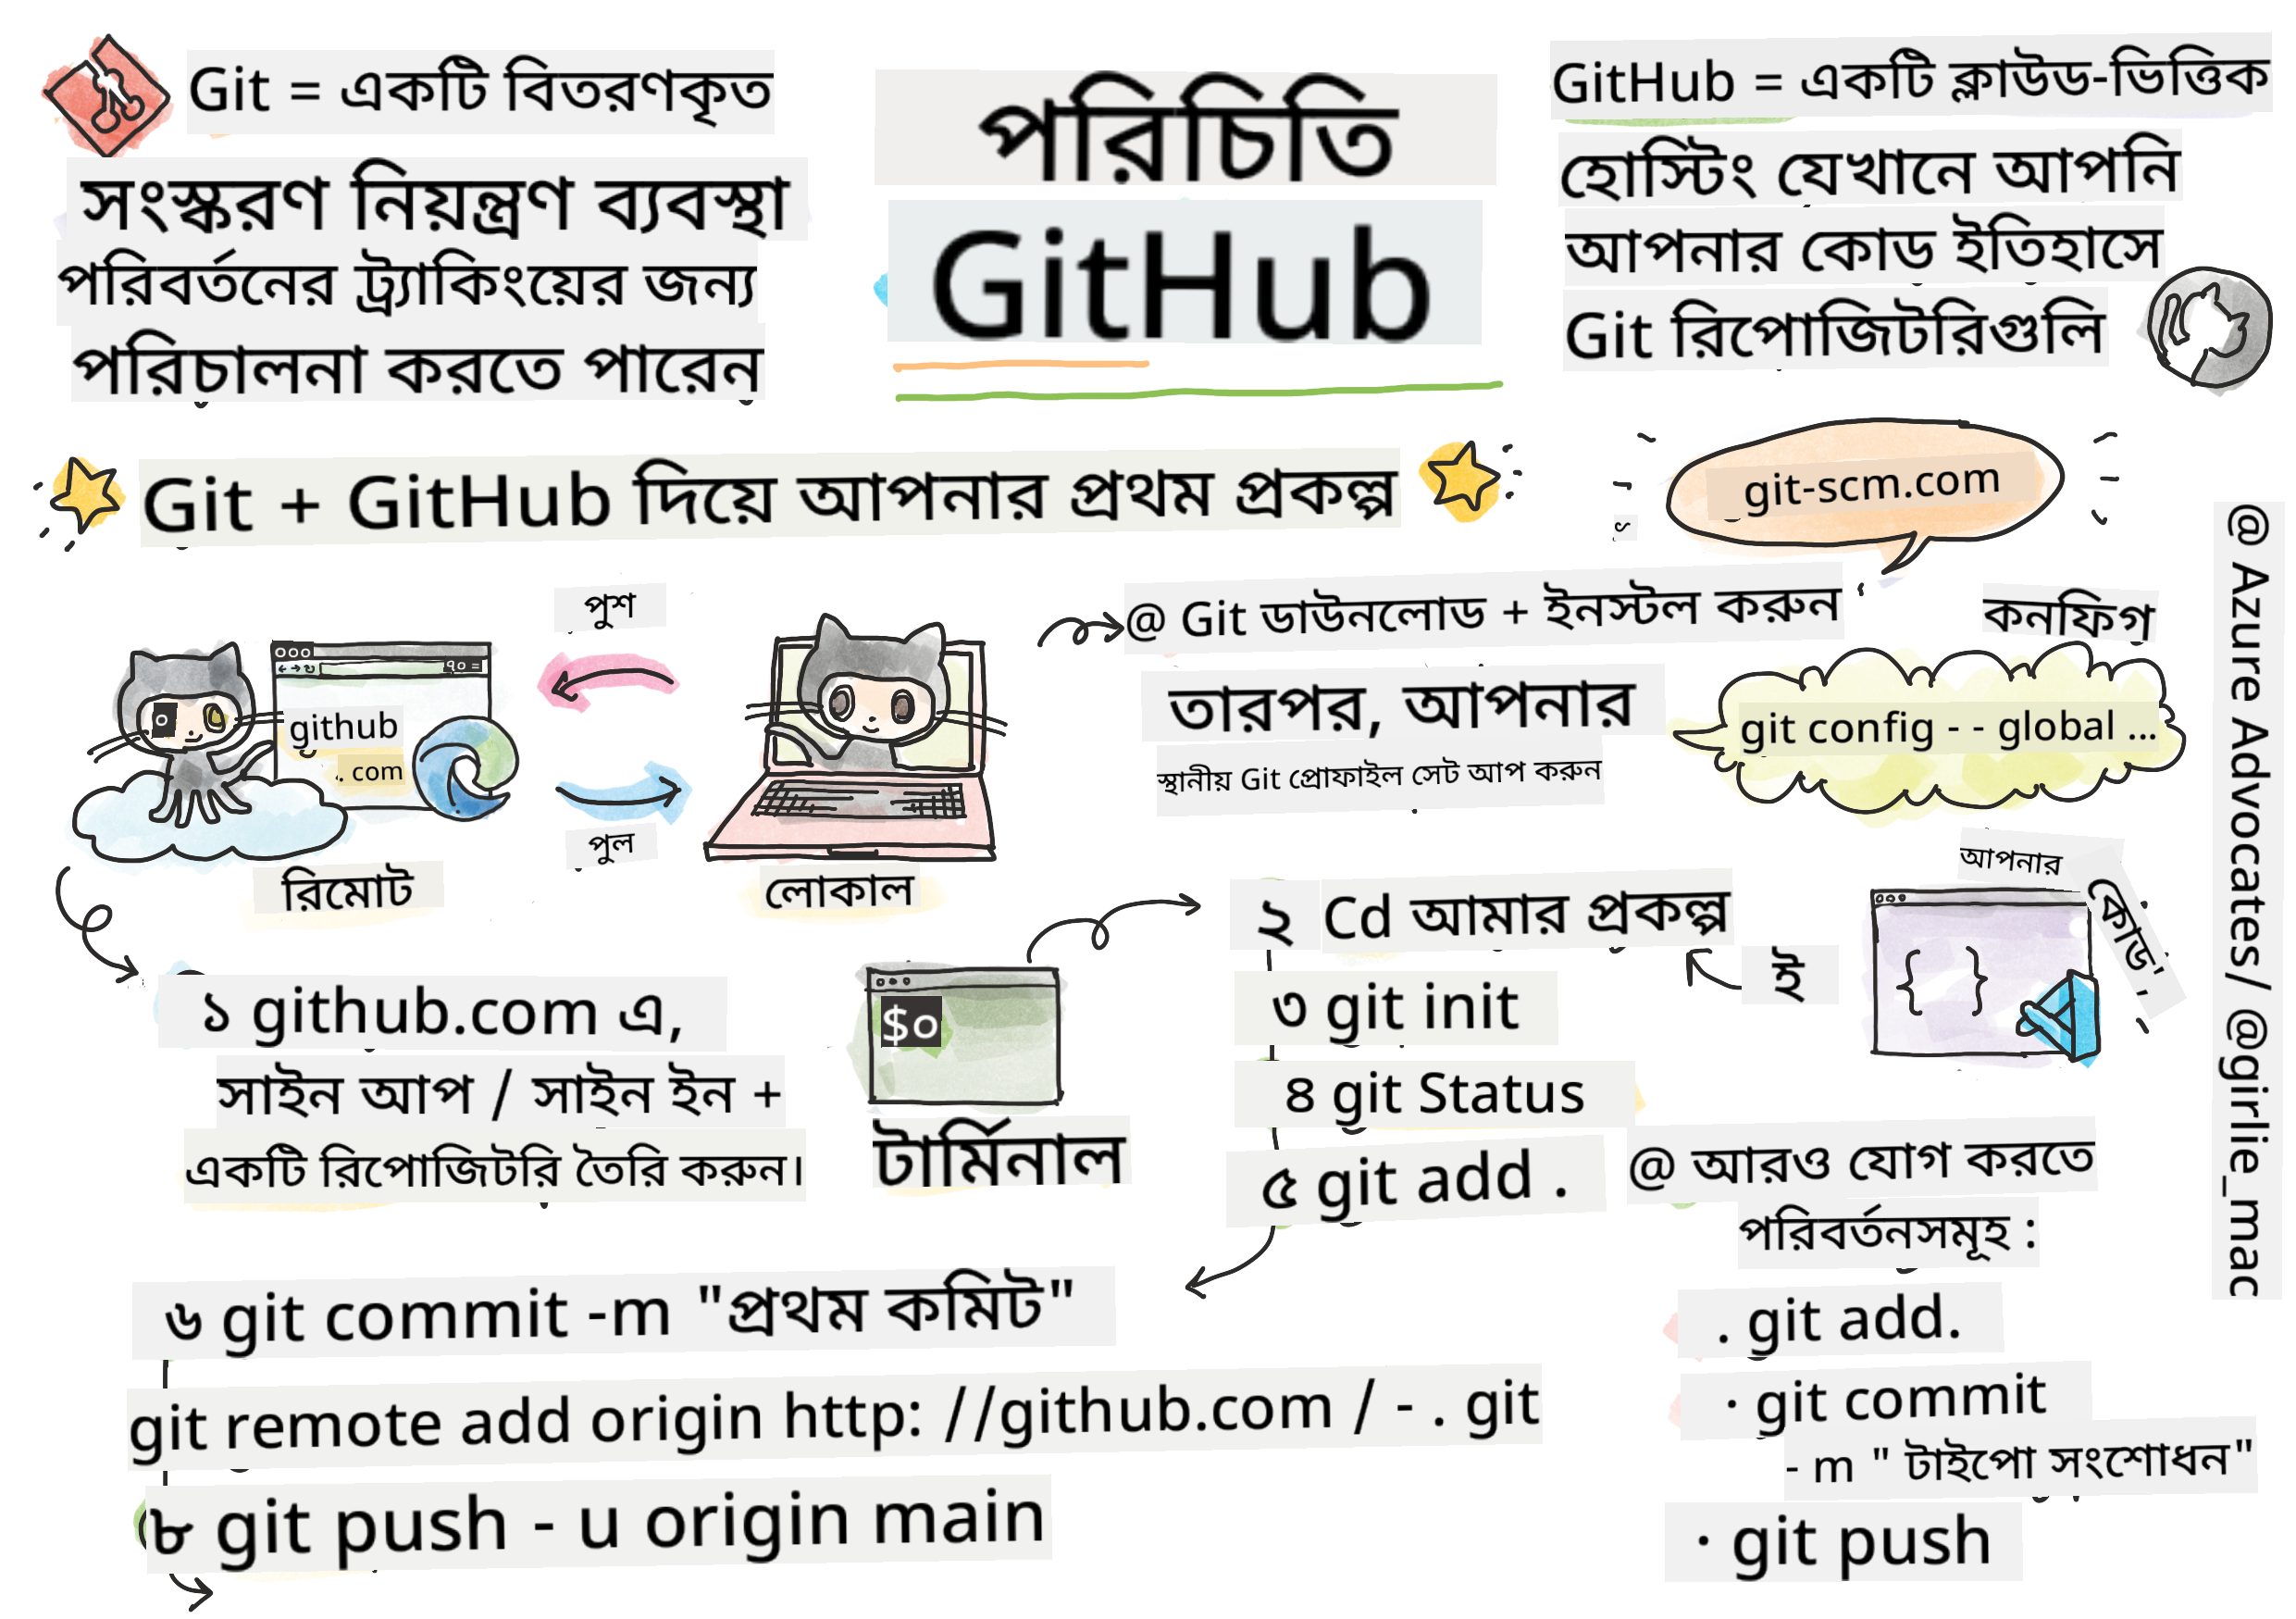 Git = একটি বিতরণকৃত
সংস্করণ নিয়ন্ত্রণ ব্যবস্থা
পরিবর্তনের ট্র্যাকিংয়ের জন্য
পরিচালনা করতে পারেন
পরিচিতি
GitHub
GitHub = একটি ক্লাউড-ভিত্তিক
হোস্টিং যেখানে আপনি
আপনার কোড ইতিহাসে
Git রিপোজিটরিগুলি
Git + GitHub দিয়ে আপনার প্রথম প্রকল্প
git-scm.com
পুশ
github
. com
পুল
রিমোট
লোকাল
@ Git ডাউনলোড + ইনস্টল করুন
তারপর, আপনার
স্থানীয় Git প্রোফাইল সেট আপ করুন
কনফিগ
git config - - global ...
১ github.com এ,
সাইন আপ / সাইন ইন +
একটি রিপোজিটরি তৈরি করুন।
$০
টার্মিনাল
২ Cd আমার প্রকল্প
৩ git init
৪ git Status
৫ git add .
ই
আপনার
কোড',
{ }
৬ git commit -m "প্রথম কমিট"
git remote add origin http: //github.com / - . git
৮ git push - u origin main
@ আরও যোগ করতে
পরিবর্তনসমূহ :
. git add.
· git commit
- m " টাইপো সংশোধন"
· git push
@ Azure Advocates/ @girlie_mac